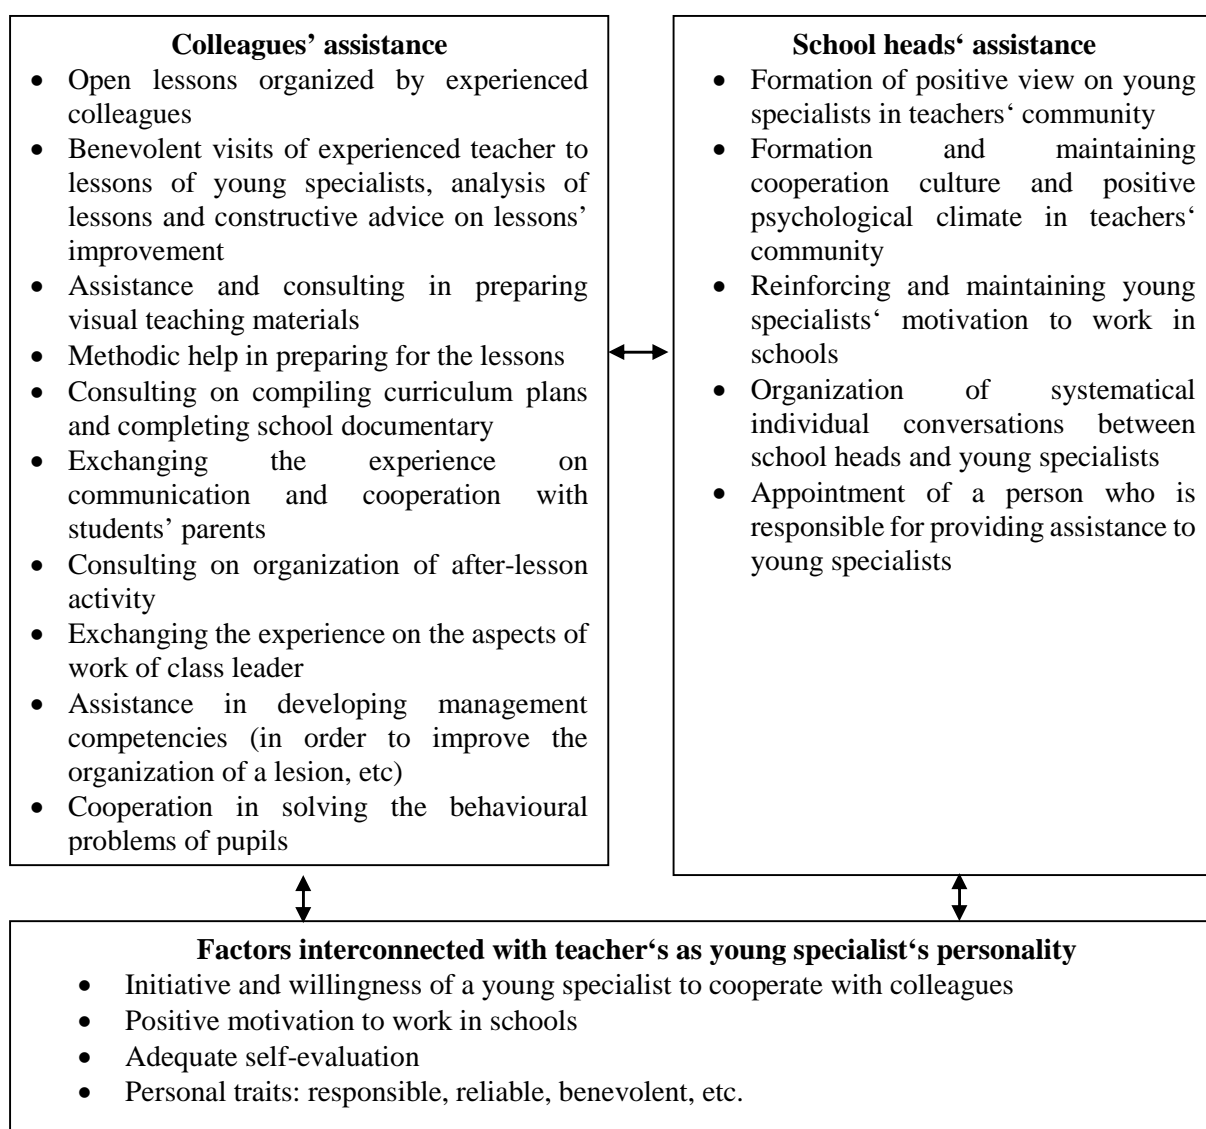 Colleagues’ assistance
• Open lessons organized by experienced
colleagues
• Benevolent visits of experienced teacher to
lessons of young specialists, analysis of
lessons and constructive advice on lessons’
improvement
• Assistance and consulting in preparing
visual teaching materials
• Methodic help in preparing for the lessons
• Consulting on compiling curriculum plans
and completing school documentary
• Exchanging the experience on
communication and cooperation with
students’ parents
• Consulting on organization of after-lesson
activity
• Exchanging the experience on the aspects of
work of class leader
• Assistance in developing management
competencies (in order to improve the
organization of a lesion, etc)
• Cooperation in solving the behavioural
problems of pupils
School heads‘ assistance
• Formation of positive view on young
specialists in teachers‘ community
• Formation and maintaining
cooperation culture and positive
psychological climate in teachers‘
community
• Reinforcing and maintaining young
specialists‘ motivation to work in
schools
• Organization of systematical
individual conversations between
school heads and young specialists
• Appointment of a person who is
responsible for providing assistance to
young specialists
Factors interconnected with teacher‘s as young specialist‘s personality
• Initiative and willingness of a young specialist to cooperate with colleagues
• Positive motivation to work in schools
• Adequate self-evaluation
• Personal traits: responsible, reliable, benevolent, etc.